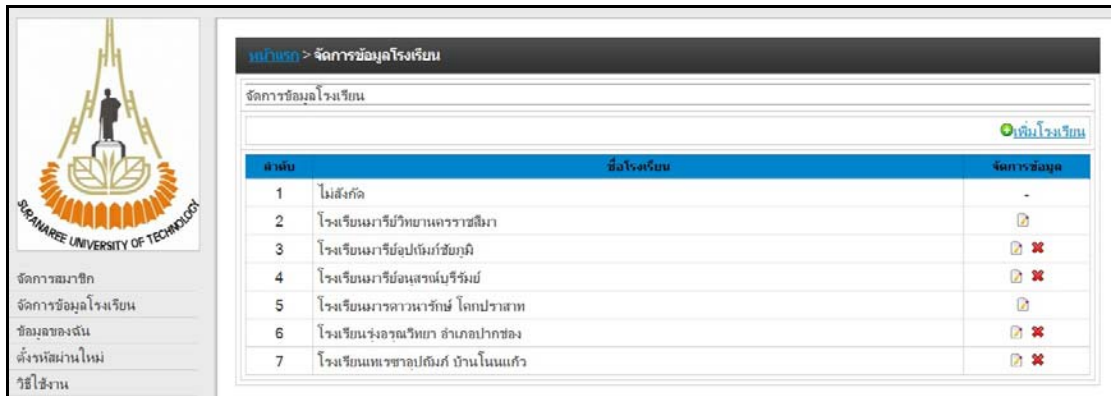 SURANAREE UNIVERSITY OF TECHNOLOGY
จัดการสมาชิก
จัดการข้อมูลโรงเรียน
ข้อมูลของฉัน
ตั้งรหัสผ่านใหม่
วิธีใช้งาน
หน้าแรก > จัดการข้อมูลโรงเรียน
จัดการข้อมูลโรงเรียน
เพิ่มโรงเรียน
ลำดับ ชื่อโรงเรียน จัดการข้อมูล
1 ไม่สังกัด -
2 โรงเรียนมารีย์วิทยานครราชสีมา
3 โรงเรียนมารีย์อุปถัมภ์ชัยภูมิ
4 โรงเรียนมารีย์อนุสรณ์บุรีรัมย์
5 โรงเรียนมารดาวนารักษ์ โคกปราสาท
6 โรงเรียนรุ่งอรุณวิทยา อำเภอปากช่อง
7 โรงเรียนเทเรซาอุปถัมภ์ บ้านโนนแก้ว